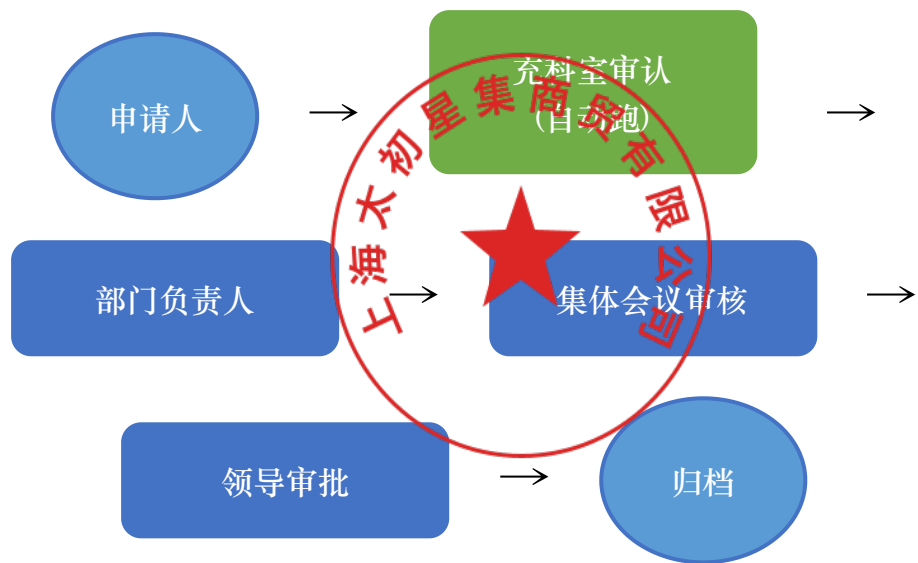 申请人
充科室审认
(自动跑)
部门负责人
集体会议审核
领导审批
归档
上海太初星集商贸有限公司